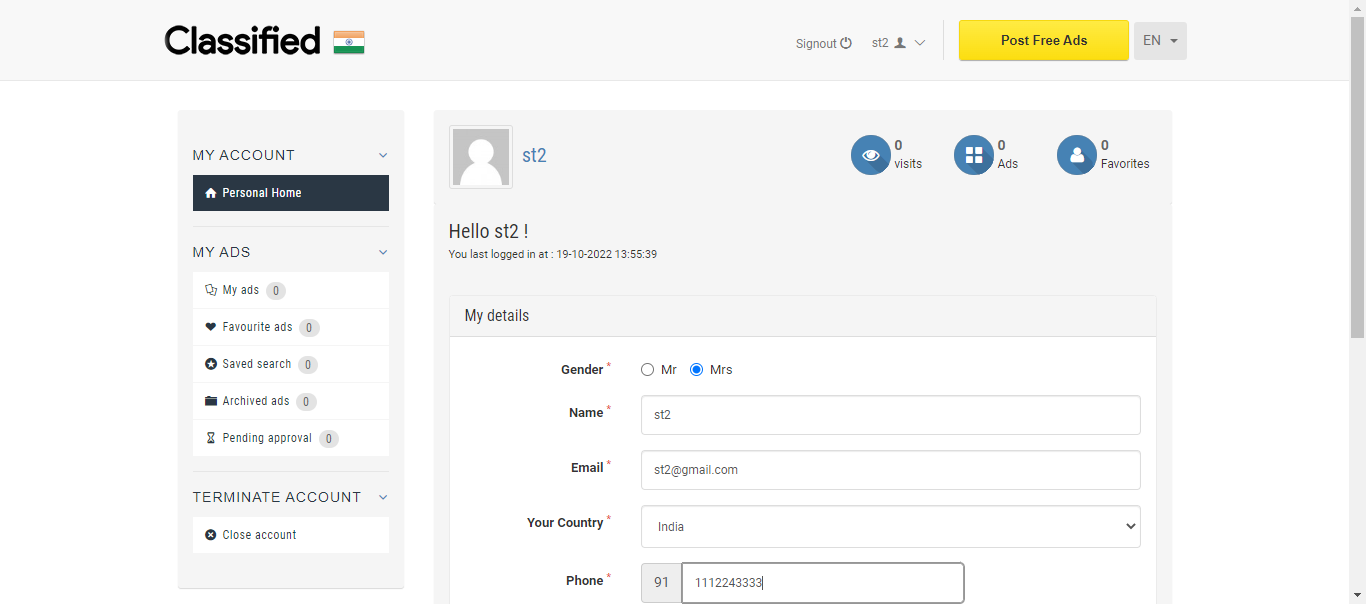 Classified
Signout st2 Post Free Ads EN
MY ACCOUNT
Personal Home
MY ADS
My ads 0
Favourite ads 0
Saved search 0
Archived ads 0
Pending approval 0
TERMINATE ACCOUNT
Close account
st2
0 visits
0 Ads
0 Favorites
Hello st2 !
You last logged in at : 19-10-2022 13:55:39
My details
Gender * Mr Mrs
Name * st2
Email * st2@gmail.com
Your Country * India
Phone * 91 1112243333